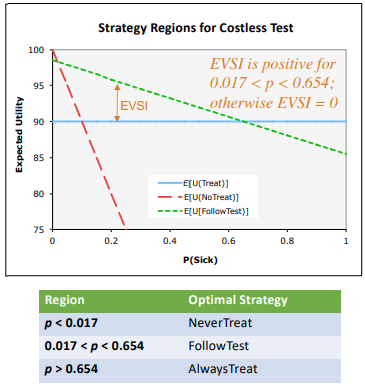 Strategy Regions for Costless Test
100
95
90
85
80
75
Expected Utility
EVSI is positive for
0.017 < p < 0.654;
otherwise EVSI = 0
EVSI
E[U(Treat)]
E[U(NoTreat)]
E[U[FollowTest)]
0
0.2
0.4
0.6
0.8
1
P(Sick)
Region Optimal Strategy
p < 0.017 NeverTreat
0.017 < p < 0.654 FollowTest
p > 0.654 AlwaysTreat